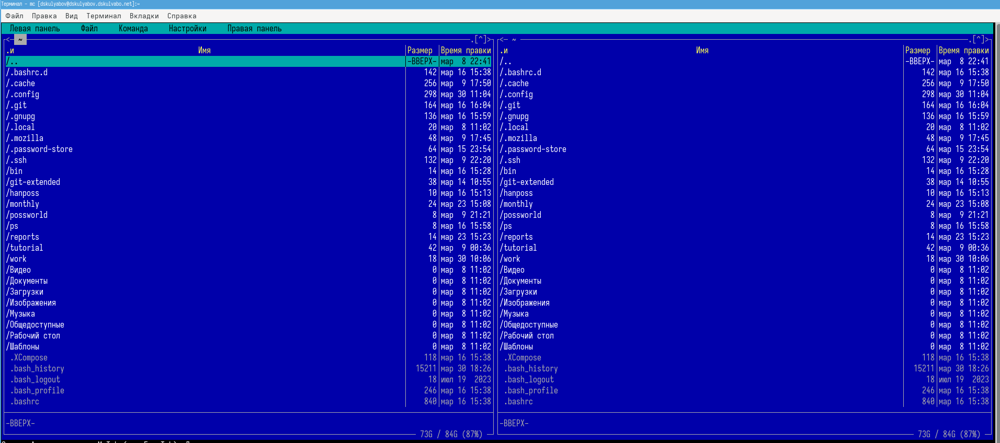 Терминал - mc [dskulyabov@dskulyabov.dskulvabo.net]:~
Файл Правка Вид Терминал Вкладки Справка
Левая панель Файл Команда Настройки Правая панель
<─ ~ .[^]> <─ ~ .[^]>
.и Имя Размер Время правки .и Имя Размер Время правки
/.. -ВВЕРХ- мар 8 22:41 /.. -ВВЕРХ- мар 8 22:41
/.bashrc.d 142 мар 16 15:38 /.bashrc.d 142 мар 16 15:38
/.cache 256 мар 9 17:50 /.cache 256 мар 9 17:50
/.config 298 мар 30 11:04 /.config 298 мар 30 11:04
/.git 164 мар 16 16:04 /.git 164 мар 16 16:04
/.gnupg 136 мар 16 15:59 /.gnupg 136 мар 16 15:59
/.local 20 мар 8 11:02 /.local 20 мар 8 11:02
/.mozilla 48 мар 9 17:45 /.mozilla 48 мар 9 17:45
/.password-store 64 мар 15 23:54 /.password-store 64 мар 15 23:54
/.ssh 132 мар 9 22:20 /.ssh 132 мар 9 22:20
/bin 14 мар 16 15:28 /bin 14 мар 16 15:28
/git-extended 38 мар 14 10:55 /git-extended 38 мар 14 10:55
/hanposs 10 мар 16 15:13 /hanposs 10 мар 16 15:13
/monthly 24 мар 23 15:08 /monthly 24 мар 23 15:08
/possworld 8 мар 9 21:21 /possworld 8 мар 9 21:21
/ps 8 мар 16 15:58 /ps 8 мар 16 15:58
/reports 14 мар 23 15:23 /reports 14 мар 23 15:23
/tutorial 42 мар 9 00:36 /tutorial 42 мар 9 00:36
/work 18 мар 30 10:06 /work 18 мар 30 10:06
/Видео 0 мар 8 11:02 /Видео 0 мар 8 11:02
/Документы 0 мар 8 11:02 /Документы 0 мар 8 11:02
/Загрузки 0 мар 8 11:02 /Загрузки 0 мар 8 11:02
/Изображения 0 мар 8 11:02 /Изображения 0 мар 8 11:02
/Музыка 0 мар 8 11:02 /Музыка 0 мар 8 11:02
/Общедоступные 0 мар 8 11:02 /Общедоступные 0 мар 8 11:02
/Рабочий стол 0 мар 8 11:02 /Рабочий стол 0 мар 8 11:02
/Шаблоны 0 мар 8 11:02 /Шаблоны 0 мар 8 11:02
.XCompose 118 мар 16 15:38 .XCompose 118 мар 16 15:38
.bash_history 15211 мар 30 18:26 .bash_history 15211 мар 30 18:26
.bash_logout 18 июл 19 2023 .bash_logout 18 июл 19 2023
.bash_profile 246 мар 16 15:38 .bash_profile 246 мар 16 15:38
.bashrc 840 мар 16 15:38 .bashrc 840 мар 16 15:38
-ВВЕРХ- -ВВЕРХ-
73G / 84G (87%) 73G / 84G (87%)